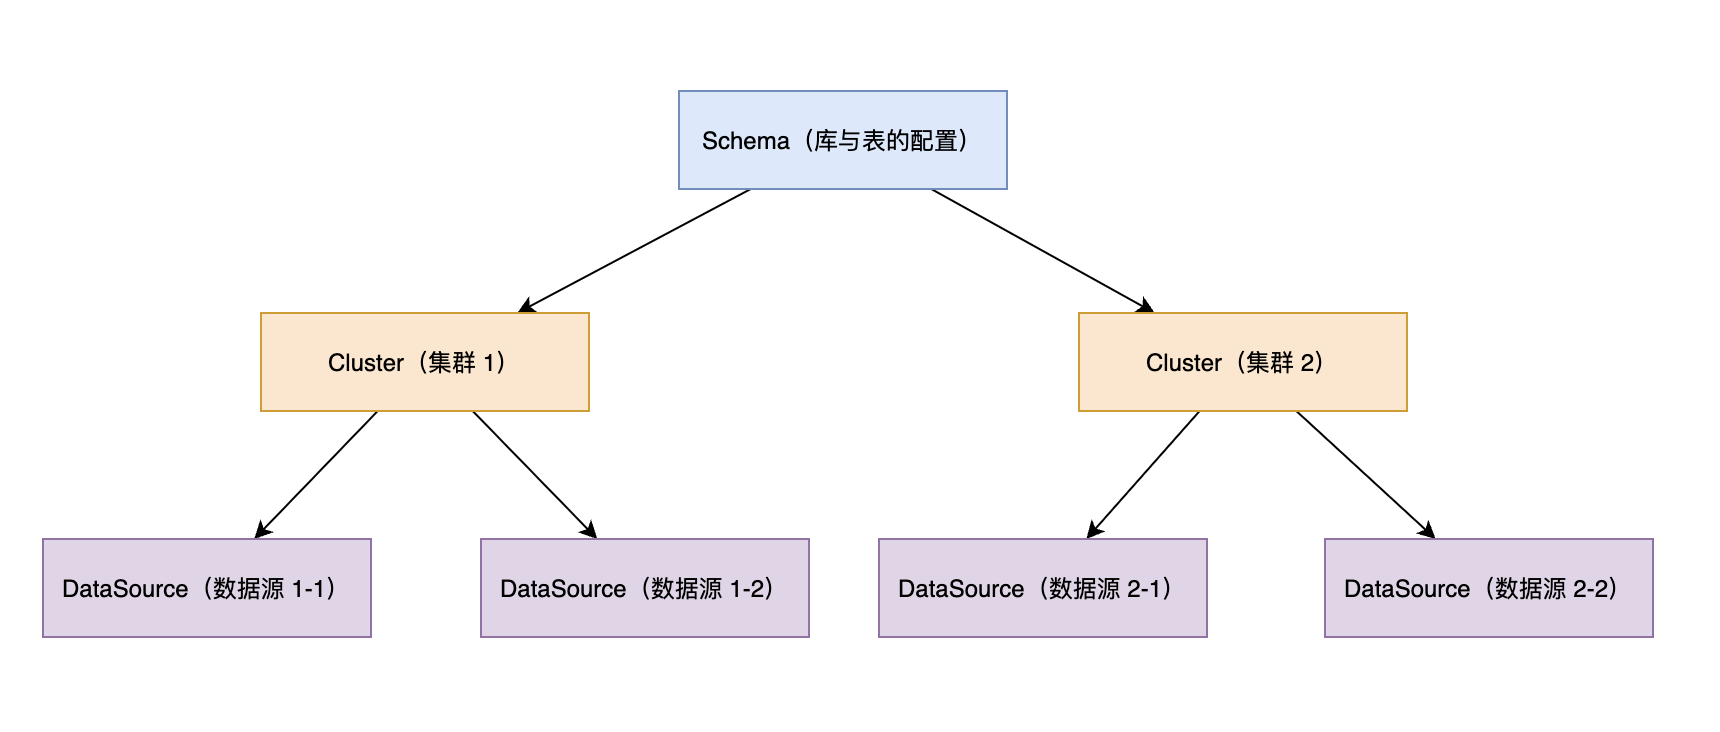 Schema（库与表的配置）
Cluster（集群 1）
Cluster（集群 2）
DataSource（数据源 1-1）
DataSource（数据源 1-2）
DataSource（数据源 2-1）
DataSource（数据源 2-2）